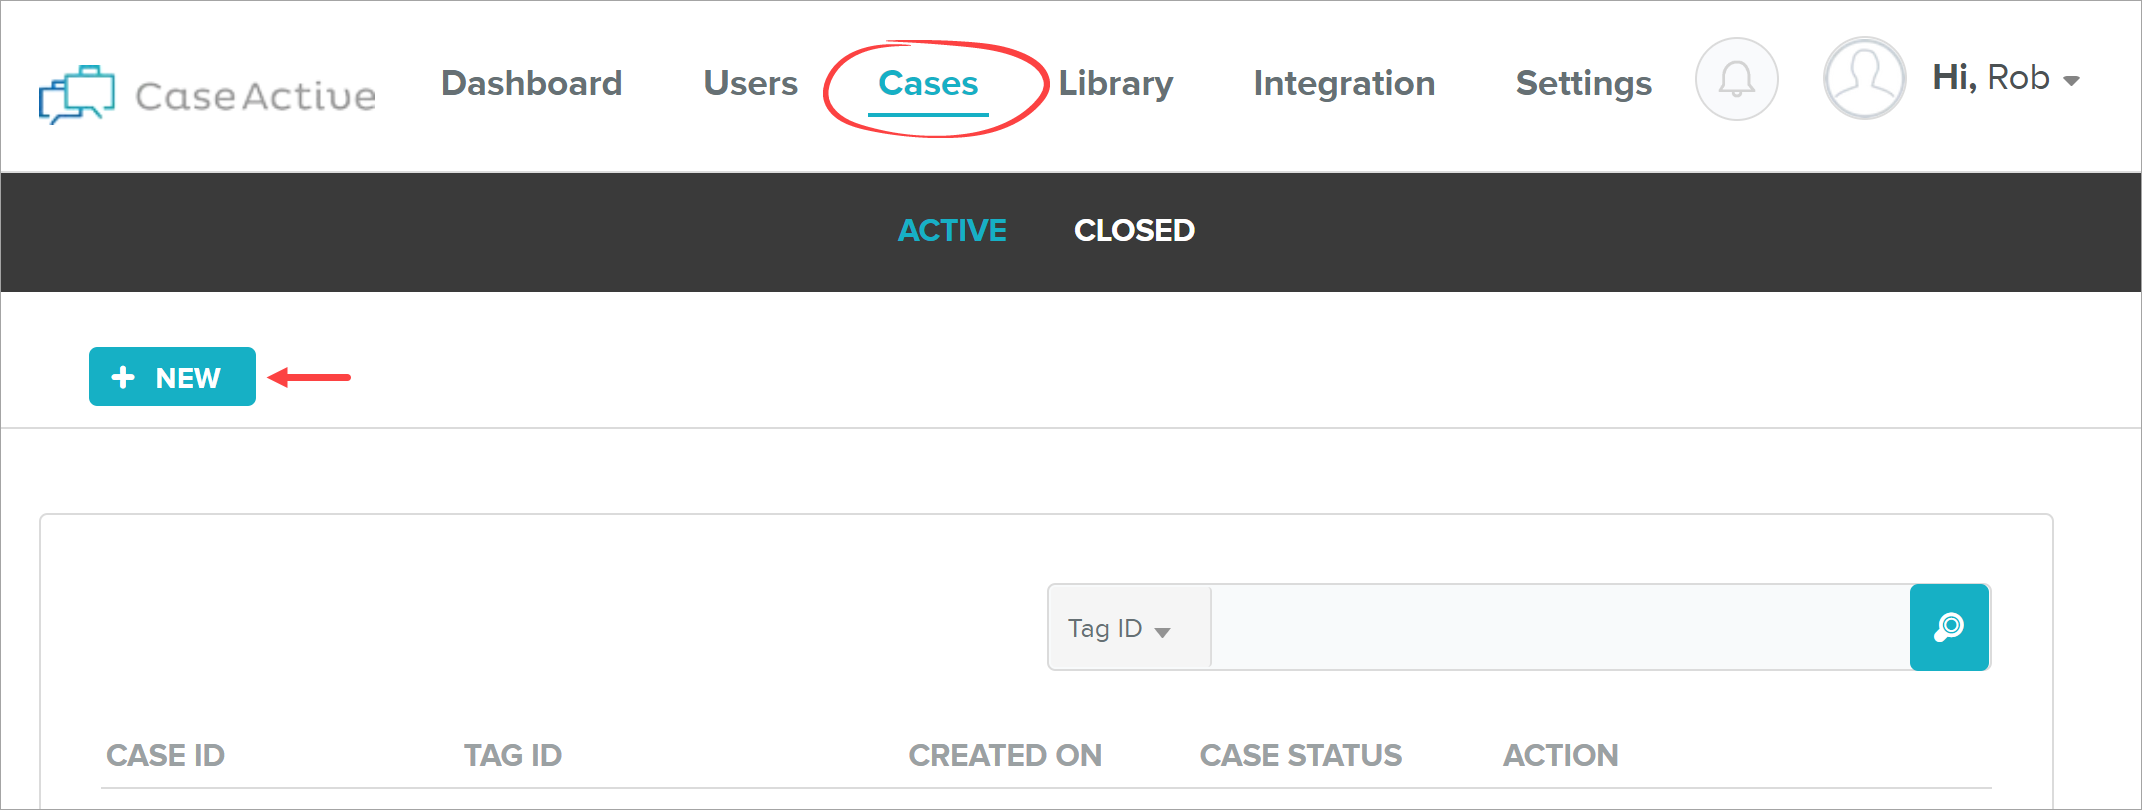 CaseActive Dashboard Users Cases Library Integration Settings Hi, Rob
ACTIVE CLOSED
+ NEW
Tag ID
CASE ID TAG ID CREATED ON CASE STATUS ACTION